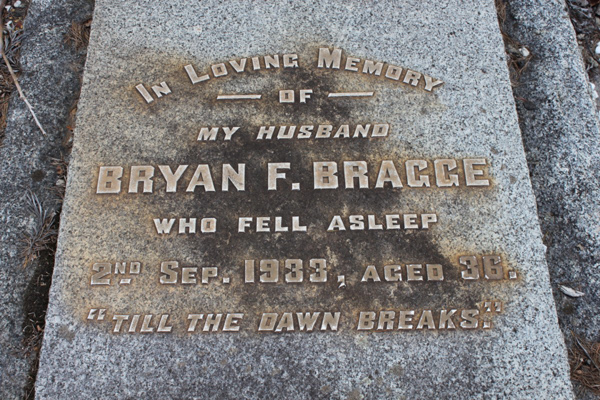 In Loving Memory
OF
MY HUSBAND
BRYAN F. BRAGGE
WHO FELL ASLEEP
2ND SEP. 1933, AGED 36.
"TILL THE DAWN BREAKS."